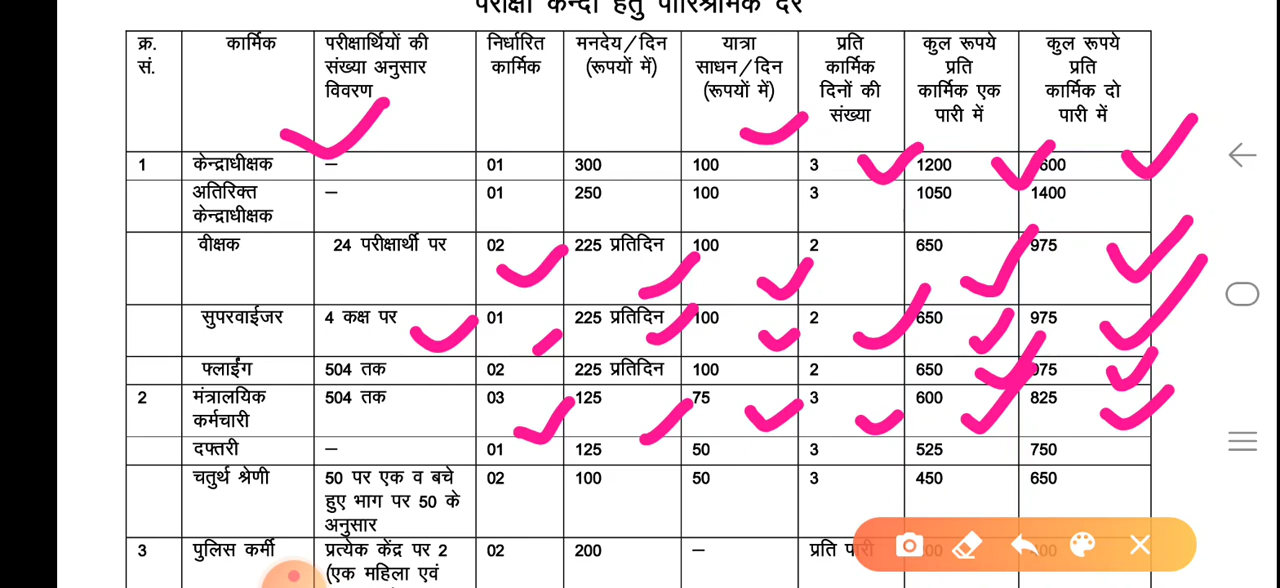 परीक्षा केन्द्रों हेतु पारिश्रमिक दर
क्र. सं. कार्मिक परीक्षार्थियों की संख्या अनुसार विवरण निर्धारित कार्मिक मनदेय/दिन (रूपयों में) यात्रा साधन/दिन (रूपयों में) प्रति कार्मिक दिनों की संख्या कुल रूपये प्रति कार्मिक एक पारी में कुल रूपये प्रति कार्मिक दो पारी में
1 केन्द्राधीक्षक – 01 300 100 3 1200 600
अतिरिक्त केन्द्राधीक्षक – 01 250 100 3 1050 1400
वीक्षक 24 परीक्षार्थी पर 02 225 प्रतिदिन 100 2 650 975
सुपरवाईजर 4 कक्ष पर 01 225 प्रतिदिन 100 2 650 975
फ्लाईंग 504 तक 02 225 प्रतिदिन 100 2 650 975
2 मंत्रालयिक कर्मचारी 504 तक 03 125 75 3 600 825
दफ्तरी – 01 125 50 3 525 750
चतुर्थ श्रेणी 50 पर एक व बचे हुए भाग पर 50 के अनुसार 02 100 50 3 450 650
3 पुलिस कर्मी प्रत्येक केंद्र पर 2 (एक महिला एवं 02 200 – प्रति पारी